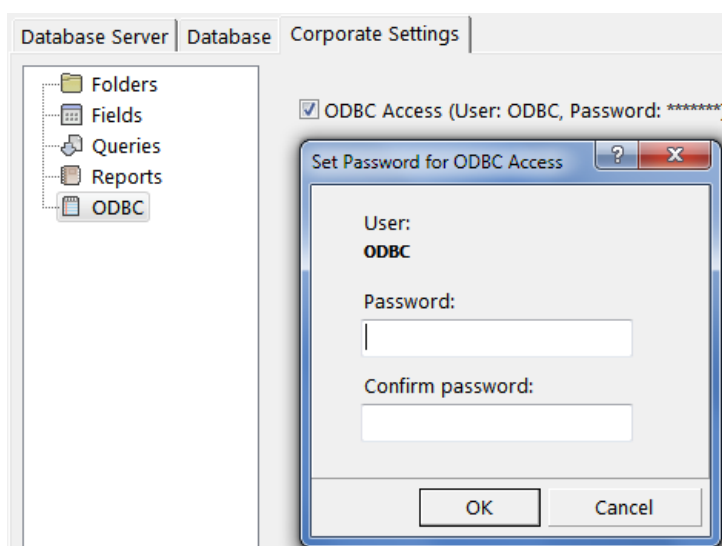 Database Server Database Corporate Settings
Folders
Fields
Queries
Reports
ODBC
ODBC Access (User: ODBC, Password: *******)
Set Password for ODBC Access ? X
User:
ODBC
Password:
Confirm password:
OK Cancel